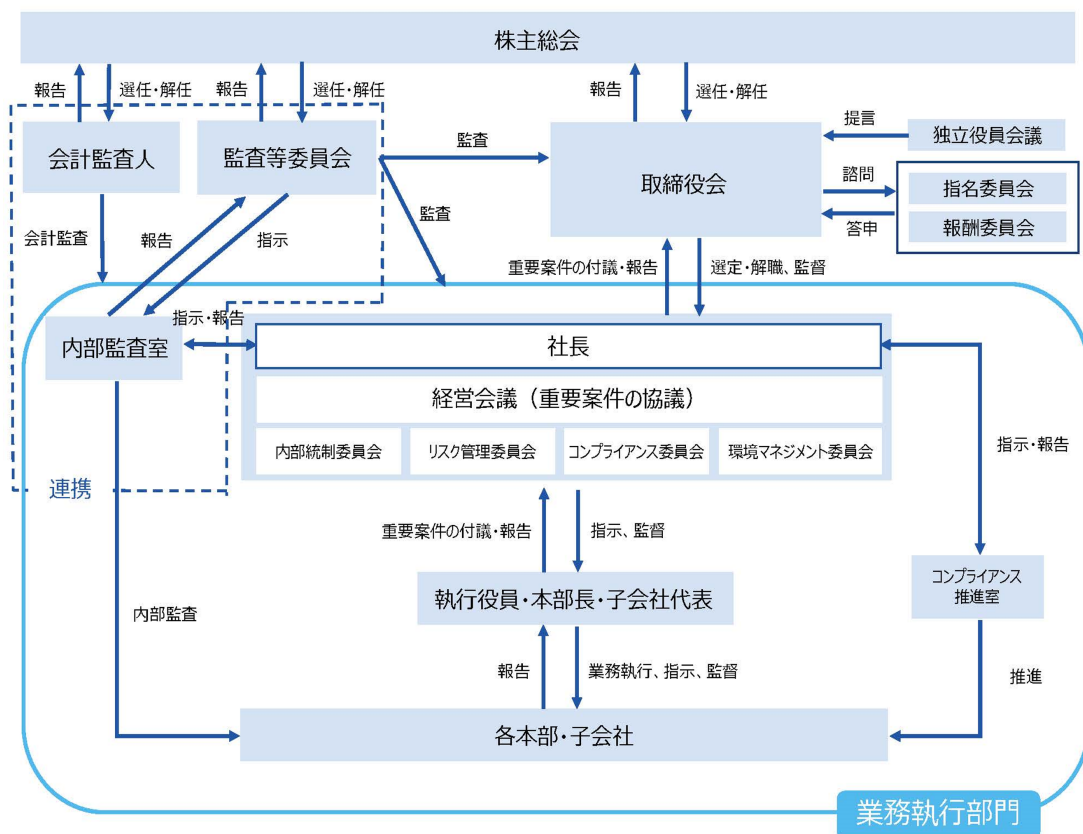 株主総会
報告
選任・解任
報告
選任・解任
報告
選任・解任
会計監査人
監査等委員会
監査
取締役会
提言
独立役員会議
諮問
指名委員会
答申
報酬委員会
監査
会計監査
報告
指示
重要案件の付議・報告
選定・解職、監督
内部監査室
指示・報告
社長
経営会議（重要案件の協議）
内部統制委員会
リスク管理委員会
コンプライアンス委員会
環境マネジメント委員会
指示・報告
連携
重要案件の付議・報告
指示、監督
執行役員・本部長・子会社代表
コンプライアンス
推進室
内部監査
報告
業務執行、指示、監督
推進
各本部・子会社
業務執行部門